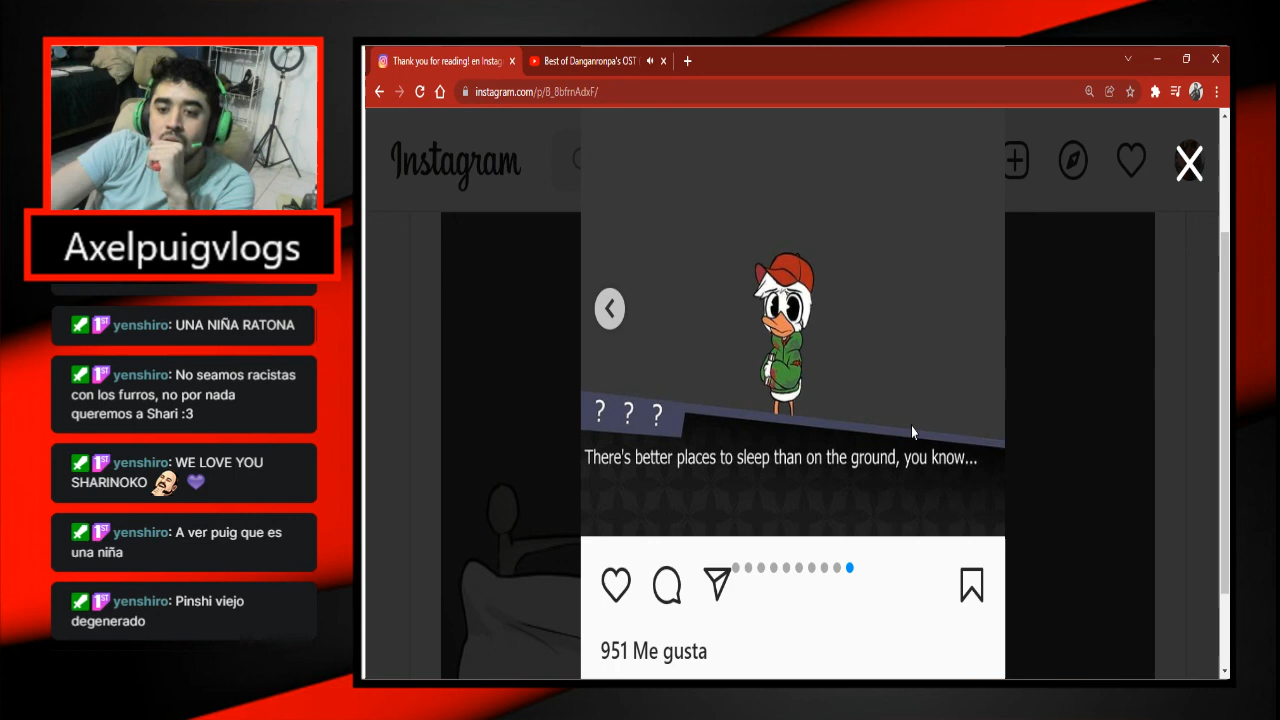 Axelpuigvlogs
yenshiro: UNA NIÑA RATONA
yenshiro: No seamos racistas
con los furros, no por nada
queremos a Shari :3
yenshiro: WE LOVE YOU
SHARINOKO
yenshiro: A ver puig que es
una niña
yenshiro: Pinshi viejo
degenerado
Thank you for reading! en Instag
Best of Danganronpa's OST
instagram.com/p/8_8bfrnAdxF/
Instagram
? ? ?
There's better places to sleep than on the ground, you know...
951 Me gusta